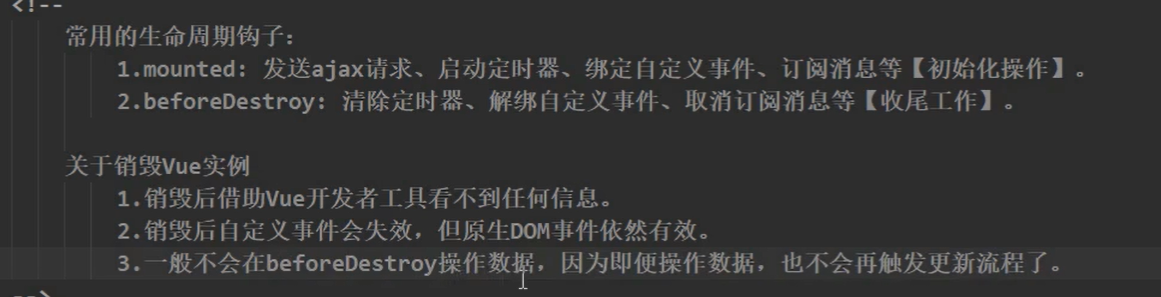 <!--
常用的生命周期钩子：
1.mounted: 发送ajax请求、启动定时器、绑定自定义事件、订阅消息等【初始化操作】。
2.beforeDestroy: 清除定时器、解绑自定义事件、取消订阅消息等【收尾工作】。
关于销毁Vue实例
1.销毁后借助Vue开发者工具看不到任何信息。
2.销毁后自定义事件会失效，但原生DOM事件依然有效。
3.一般不会在beforeDestroy操作数据，因为即便操作数据，也不会再触发更新流程了。
-->